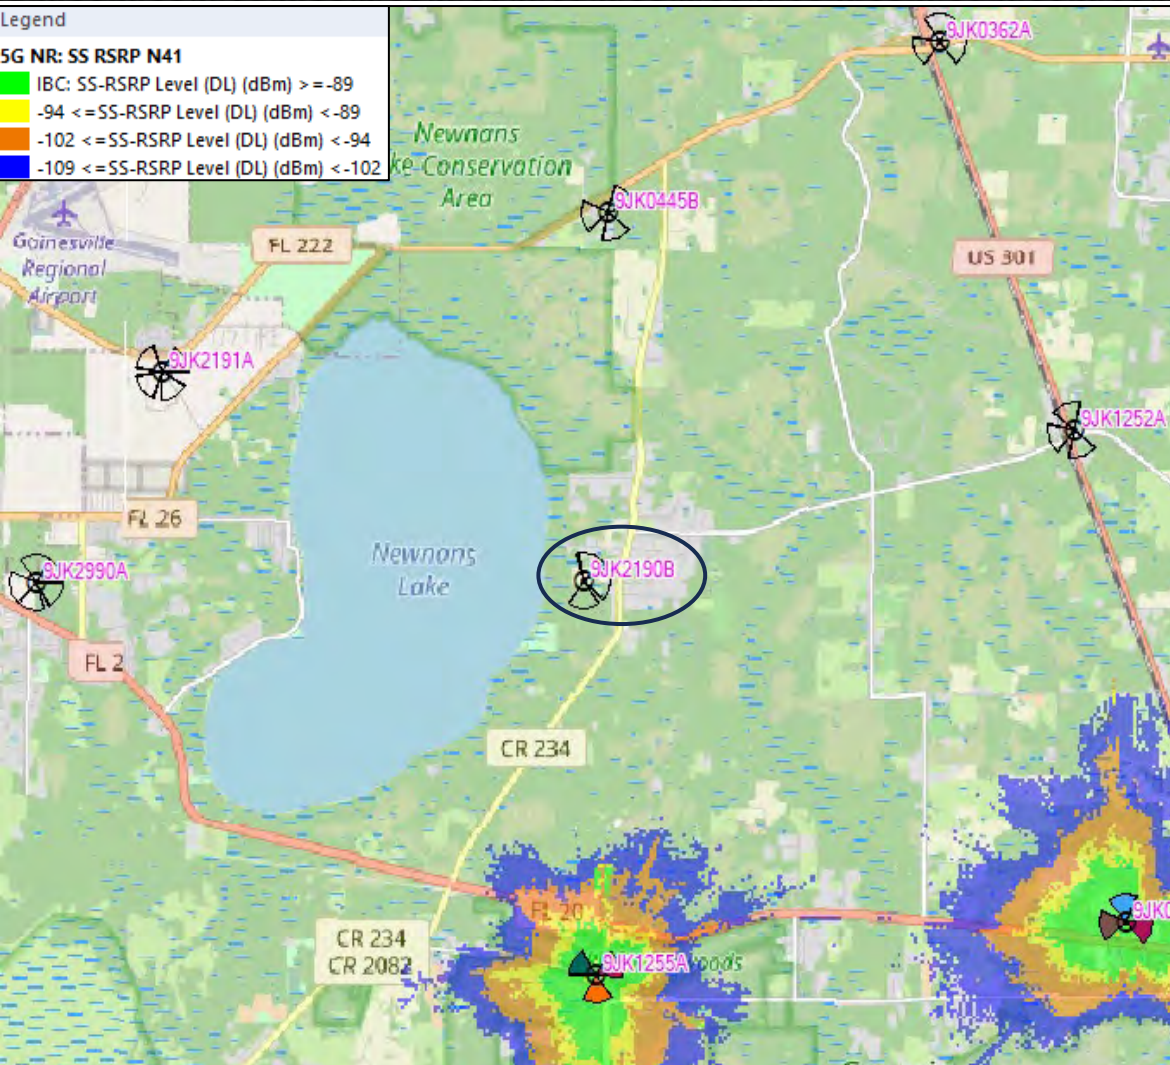 Legend
5G NR: SS RSRP N41
IBC: SS-RSRP Level (DL) (dBm) >=-89
-94 <=SS-RSRP Level (DL) (dBm) <-89
-102 <=SS-RSRP Level (DL) (dBm) <-94
-109 <=SS-RSRP Level (DL) (dBm) <-102
9JK0362A
Newnans
ke Conservation
Area
9JK0445B
Gainesville
Regional
Airport
FL 222
US 301
9JK2191A
9JK1252A
FL 26
Newnans
Lake
9JK2990A
9JK2190B
FL 2
CR 234
FL 20
CR 234
CR 2082
9JK1255A
oods
9JK0